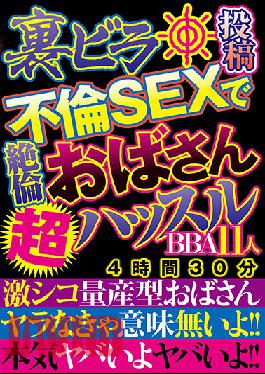 裏ビラ
投稿
不倫SEXで
絶倫
おばさん
超ハッスル
BBA11人
4時間30分
激シコ量産型おばさん
ヤラなきゃ意味無いよ!!
本気ヤバいよヤバいよ!!